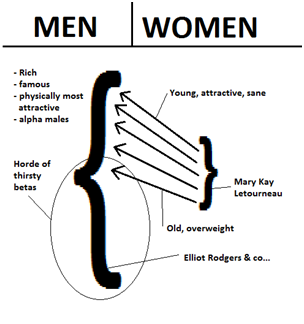 MEN
WOMEN
- Rich
- famous
- physically most
attractive
- alpha males
Young, attractive, sane
Horde of
thirsty
betas
Mary Kay
Letourneau
Old, overweight
Elliot Rodgers & co...